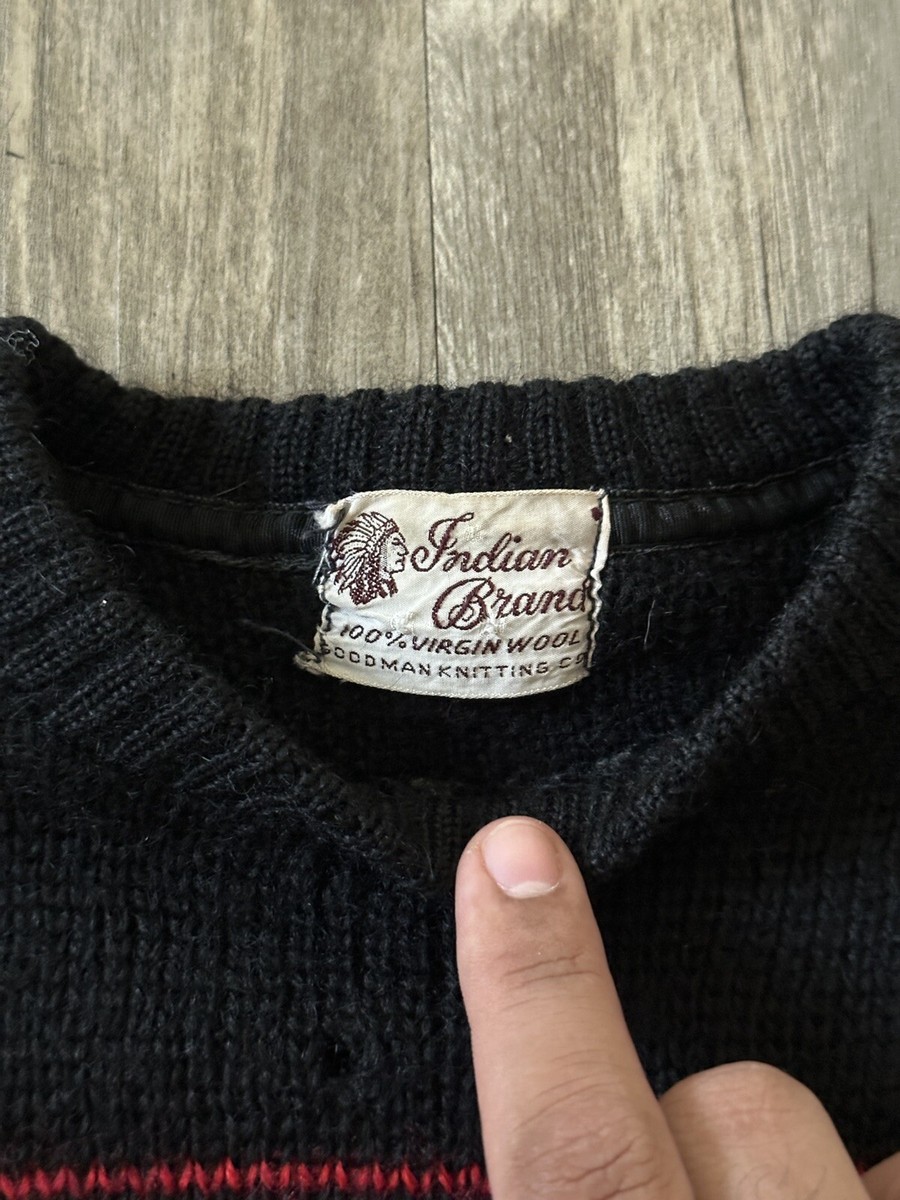 Indian
Brand
100% VIRGIN WOOL
GOODMAN KNITTING CO